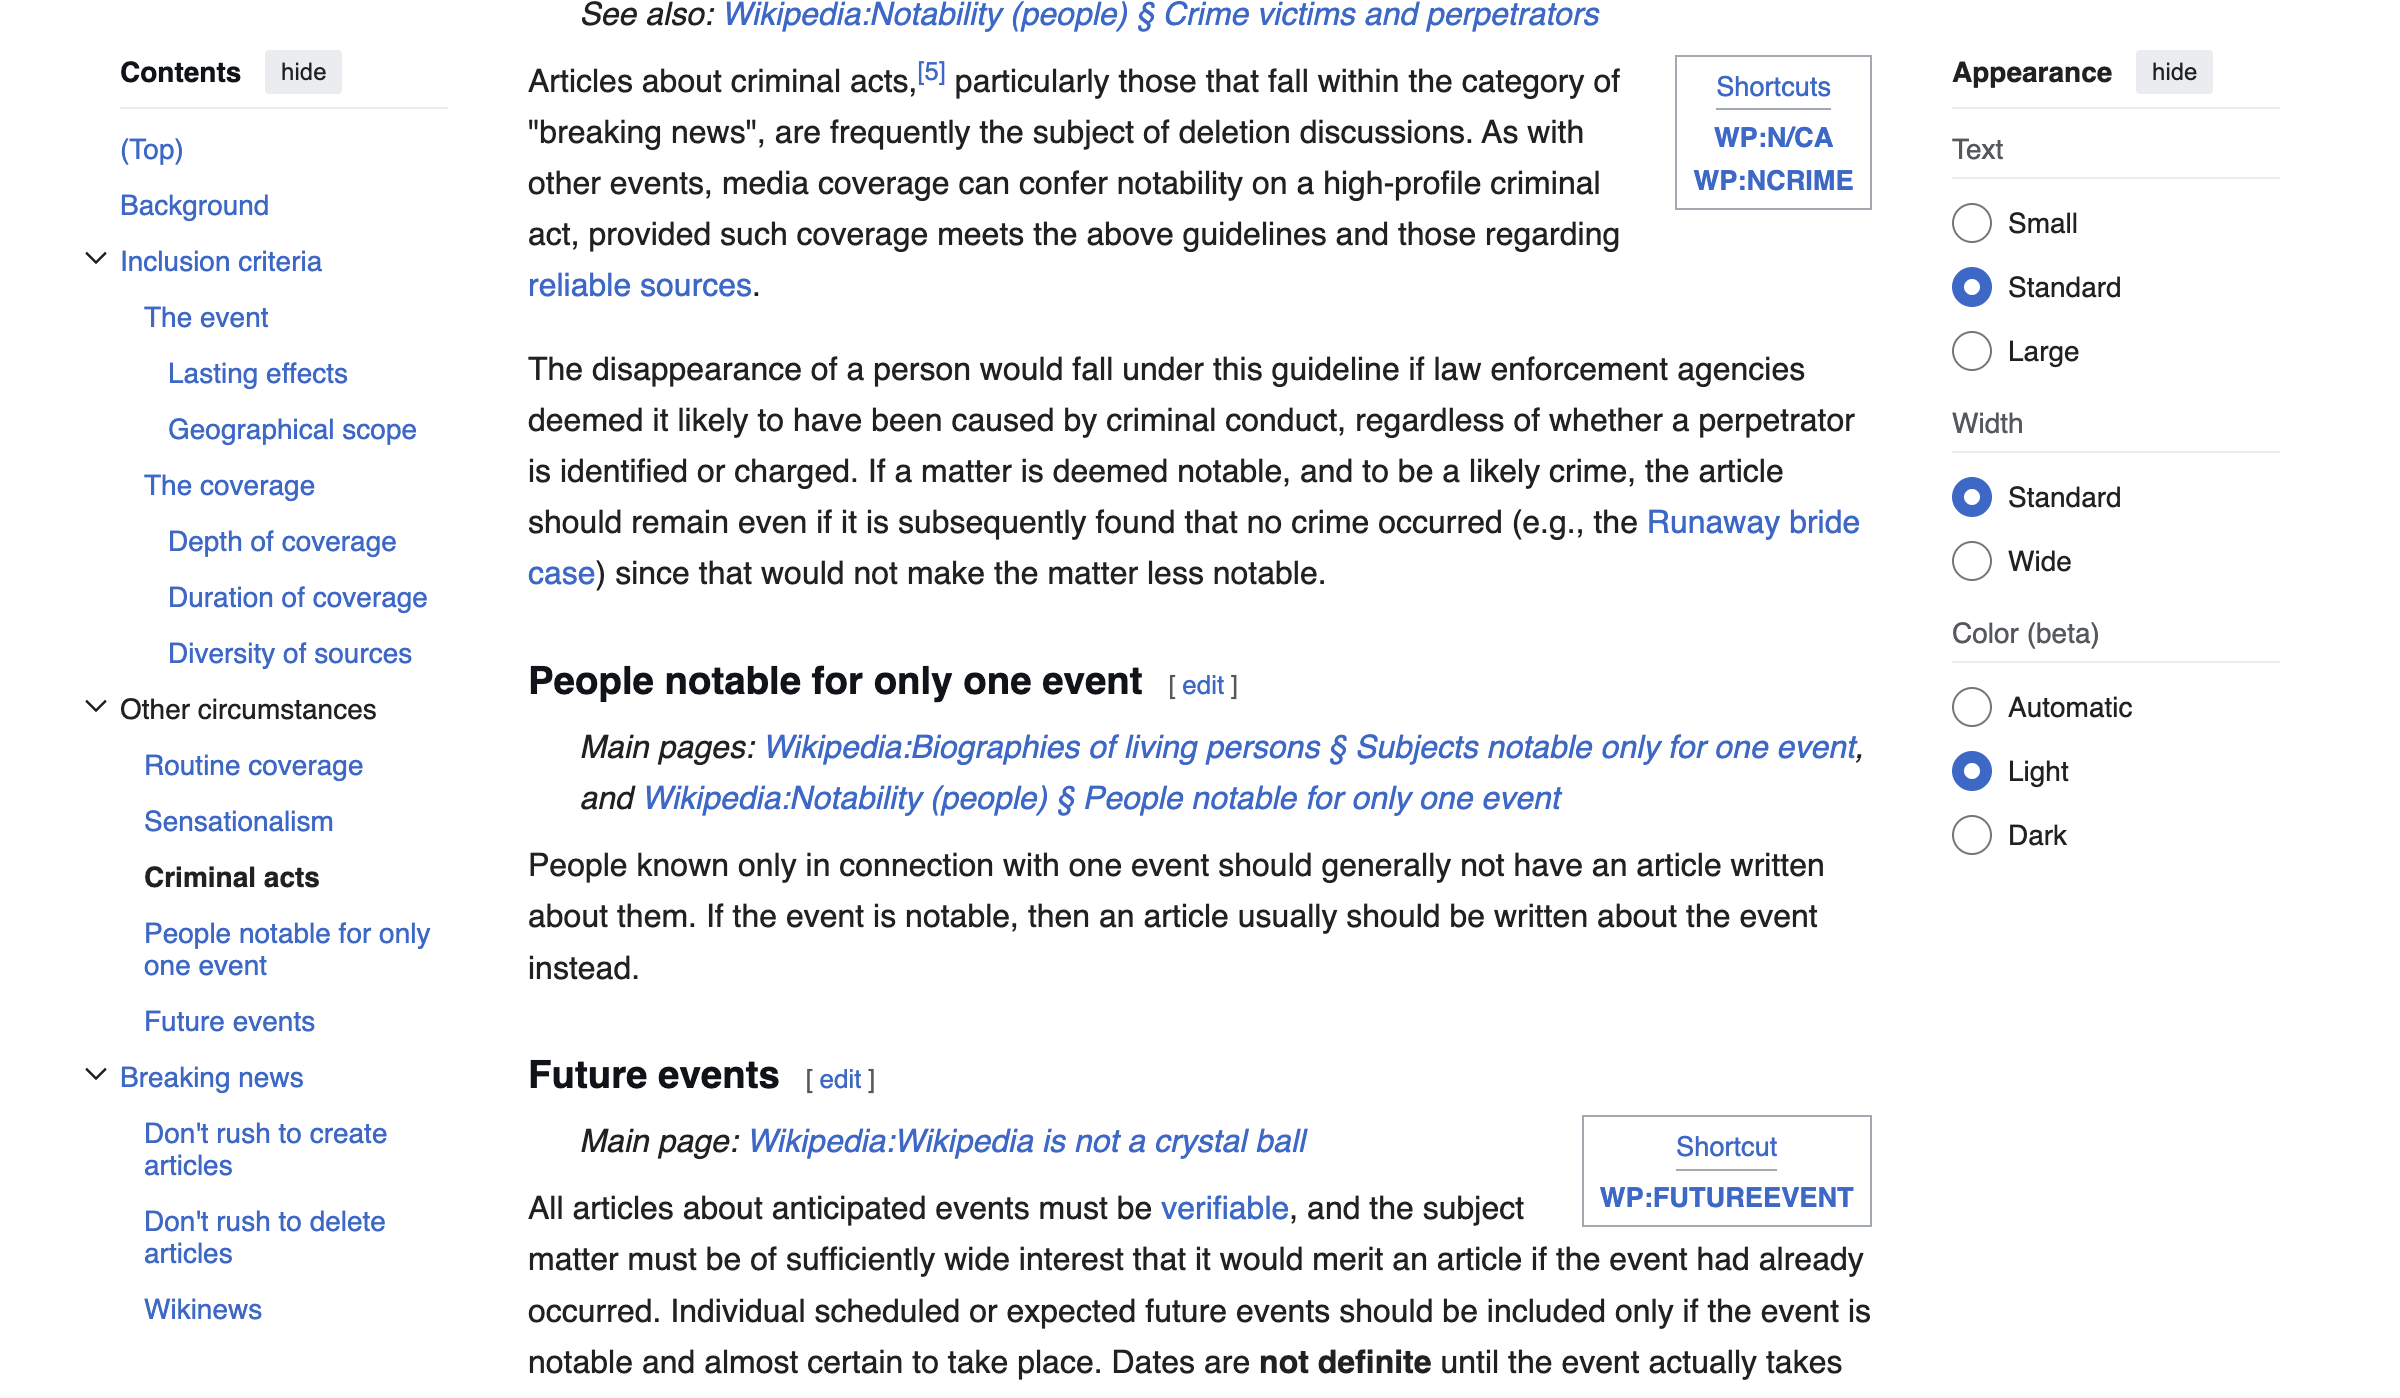 See also: Wikipedia:Notability (people) § Crime victims and perpetrators
Contents hide
(Top)
Background
Inclusion criteria
The event
Lasting effects
Geographical scope
The coverage
Depth of coverage
Duration of coverage
Diversity of sources
Other circumstances
Routine coverage
Sensationalism
Criminal acts
People notable for only
one event
Future events
Breaking news
Don't rush to create
articles
Don't rush to delete
articles
Wikinews
Articles about criminal acts,[5] particularly those that fall within the category of
"breaking news", are frequently the subject of deletion discussions. As with
other events, media coverage can confer notability on a high-profile criminal
act, provided such coverage meets the above guidelines and those regarding
reliable sources.
Shortcuts
WP:N/CA
WP:NCRIME
The disappearance of a person would fall under this guideline if law enforcement agencies
deemed it likely to have been caused by criminal conduct, regardless of whether a perpetrator
is identified or charged. If a matter is deemed notable, and to be a likely crime, the article
should remain even if it is subsequently found that no crime occurred (e.g., the Runaway bride
case) since that would not make the matter less notable.
People notable for only one event [ edit ]
Main pages: Wikipedia:Biographies of living persons § Subjects notable only for one event,
and Wikipedia:Notability (people) § People notable for only one event
People known only in connection with one event should generally not have an article written
about them. If the event is notable, then an article usually should be written about the event
instead.
Future events [ edit ]
Main page: Wikipedia:Wikipedia is not a crystal ball
Shortcut
WP:FUTUREEVENT
All articles about anticipated events must be verifiable, and the subject
matter must be of sufficiently wide interest that it would merit an article if the event had already
occurred. Individual scheduled or expected future events should be included only if the event is
notable and almost certain to take place. Dates are not definite until the event actually takes
Appearance hide
Text
Small
Standard
Large
Width
Standard
Wide
Color (beta)
Automatic
Light
Dark